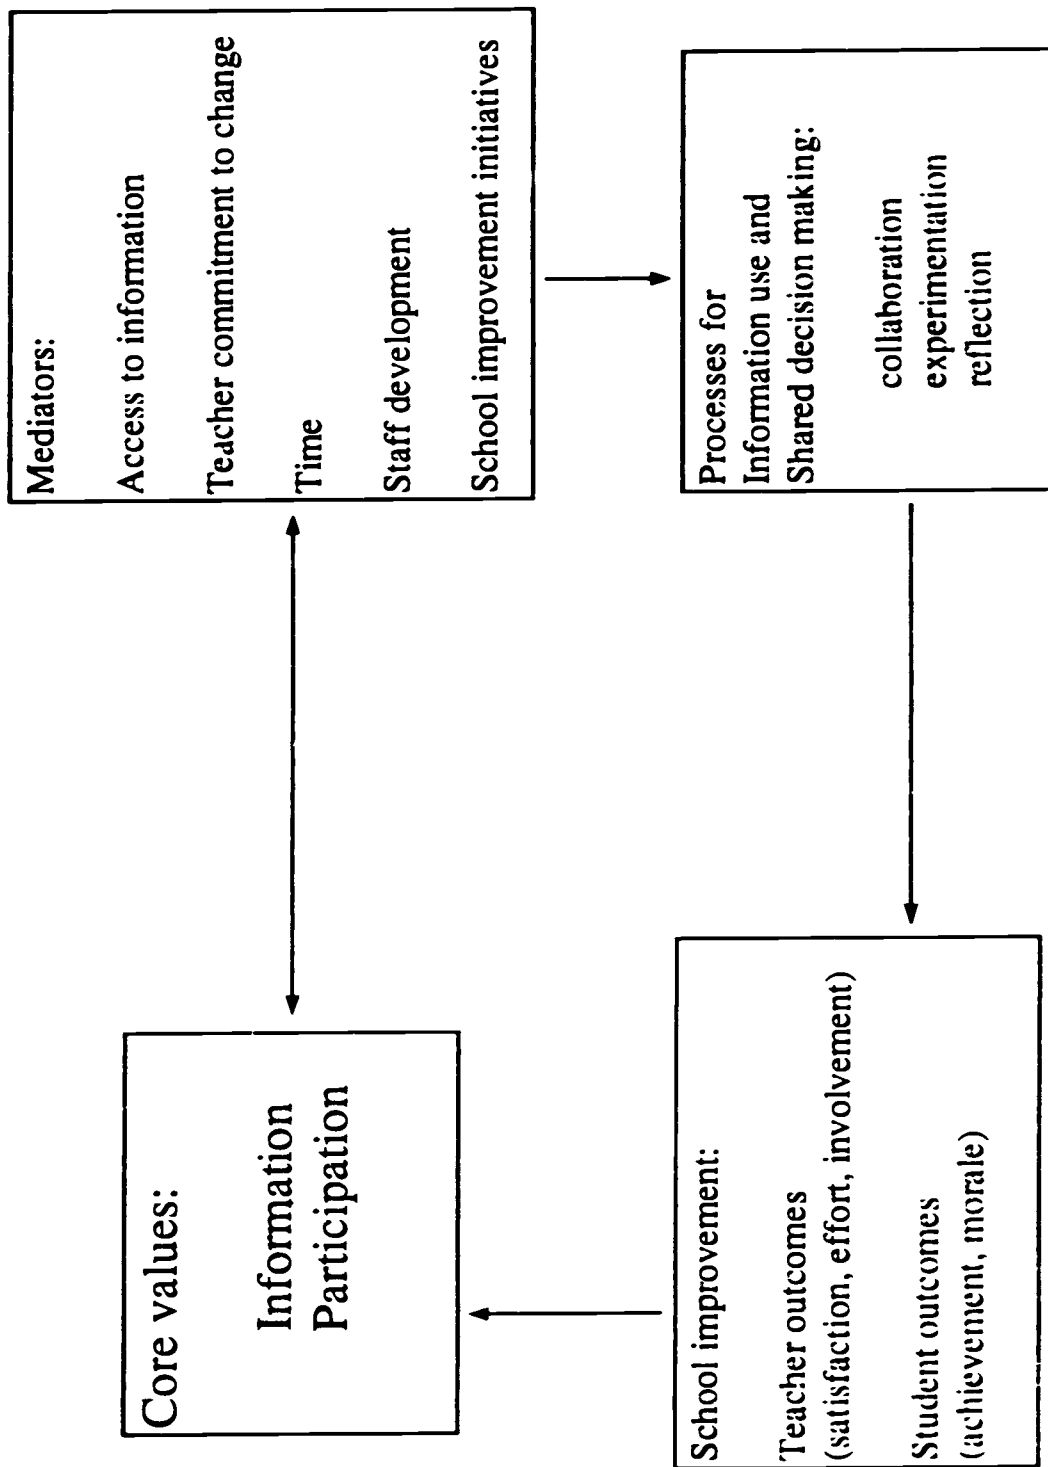 Core values:
Information
Participation
Mediators:
Access to information
Teacher commitment to change
Time
Staff development
School improvement initiatives
School improvement:
Teacher outcomes
(satisfaction, effort, involvement)
Student outcomes
(achievement, morale)
Processes for
Information use and
Shared decision making:
collaboration
experimentation
reflection